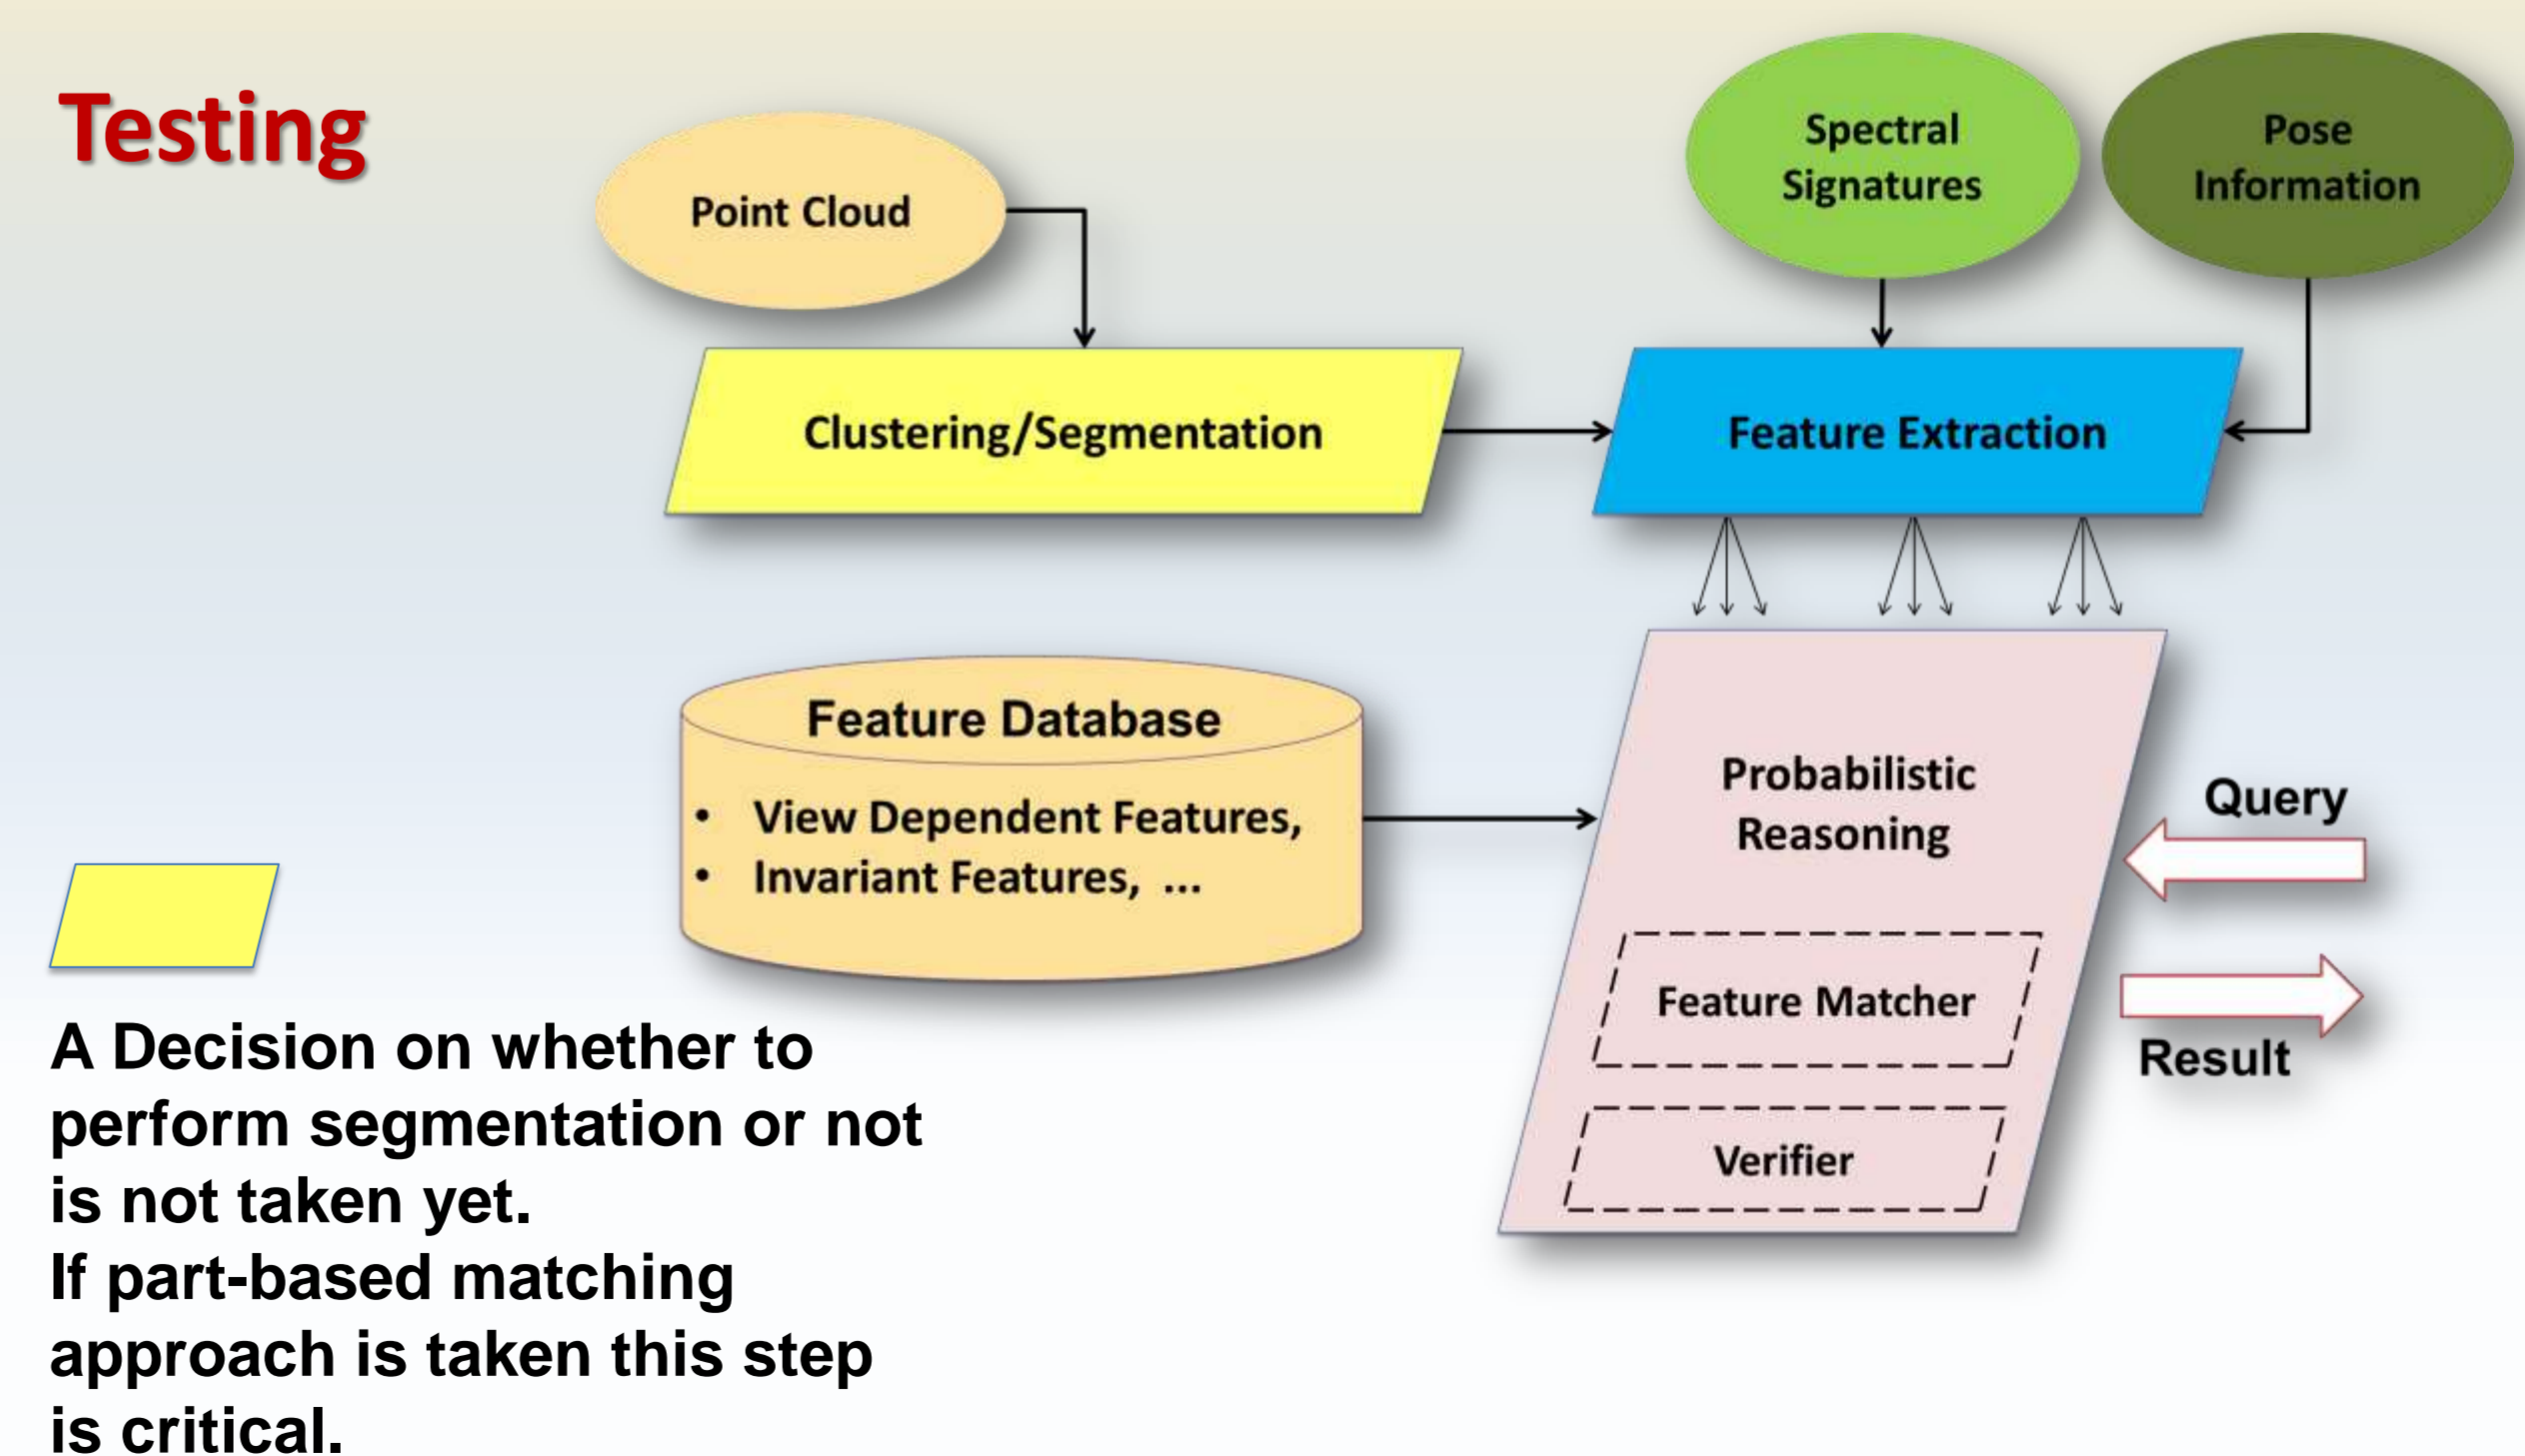 Testing
Point Cloud
Spectral
Signatures
Pose
Information
Clustering/Segmentation
Feature Extraction
Feature Database
• View Dependent Features,
• Invariant Features, ...
Probabilistic
Reasoning
Feature Matcher
Verifier
Query
Result
A Decision on whether to
perform segmentation or not
is not taken yet.
If part-based matching
approach is taken this step
is critical.